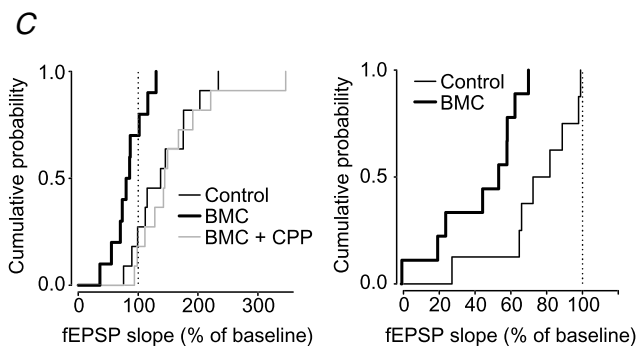 C
Cumulative probability
1.0
0.5
0.0
Control
BMC
BMC + CPP
0 100 200 300
fEPSP slope (% of baseline)
Cumulative probability
1.0
0.5
0.0
Control
BMC
0 20 40 60 80 100
fEPSP slope (% of baseline)